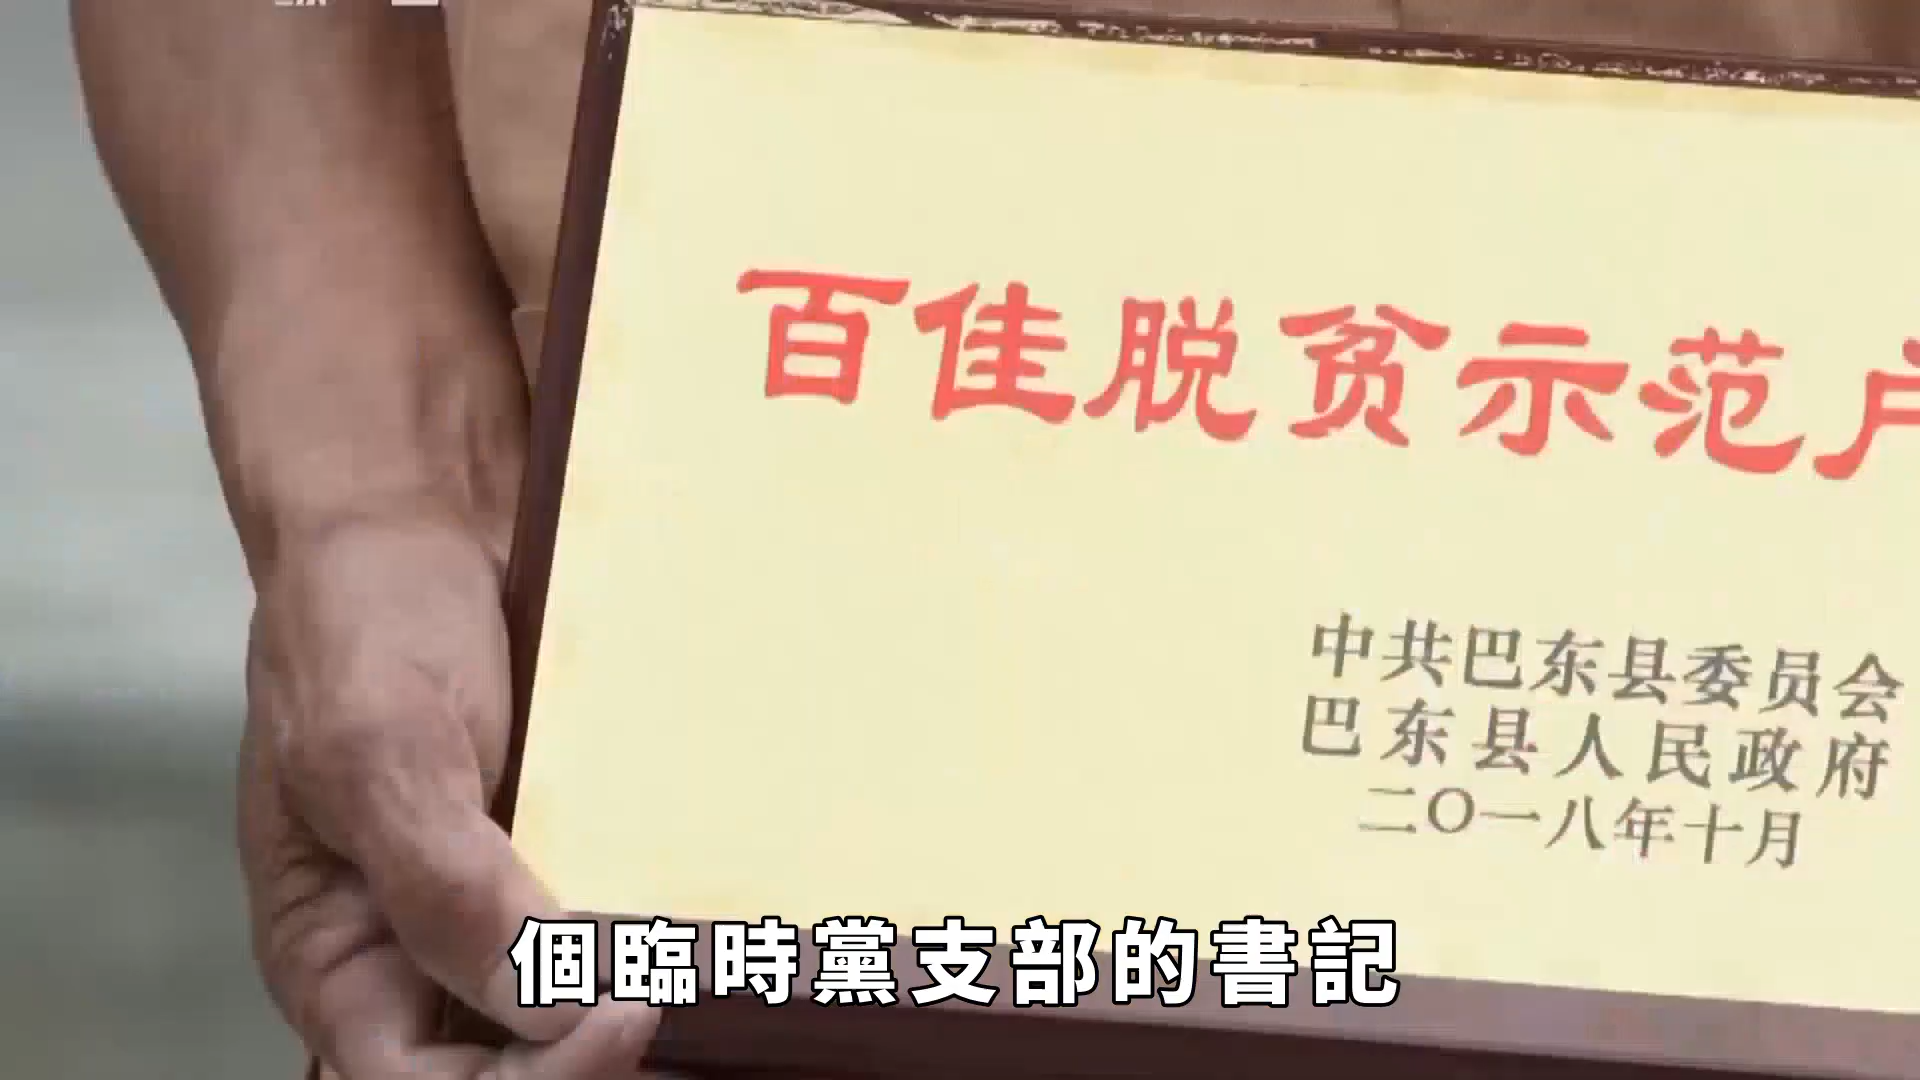 百佳脱贫示范户
中共巴东县委员会
巴东县人民政府
二〇一八年十月
個臨時黨支部的書記